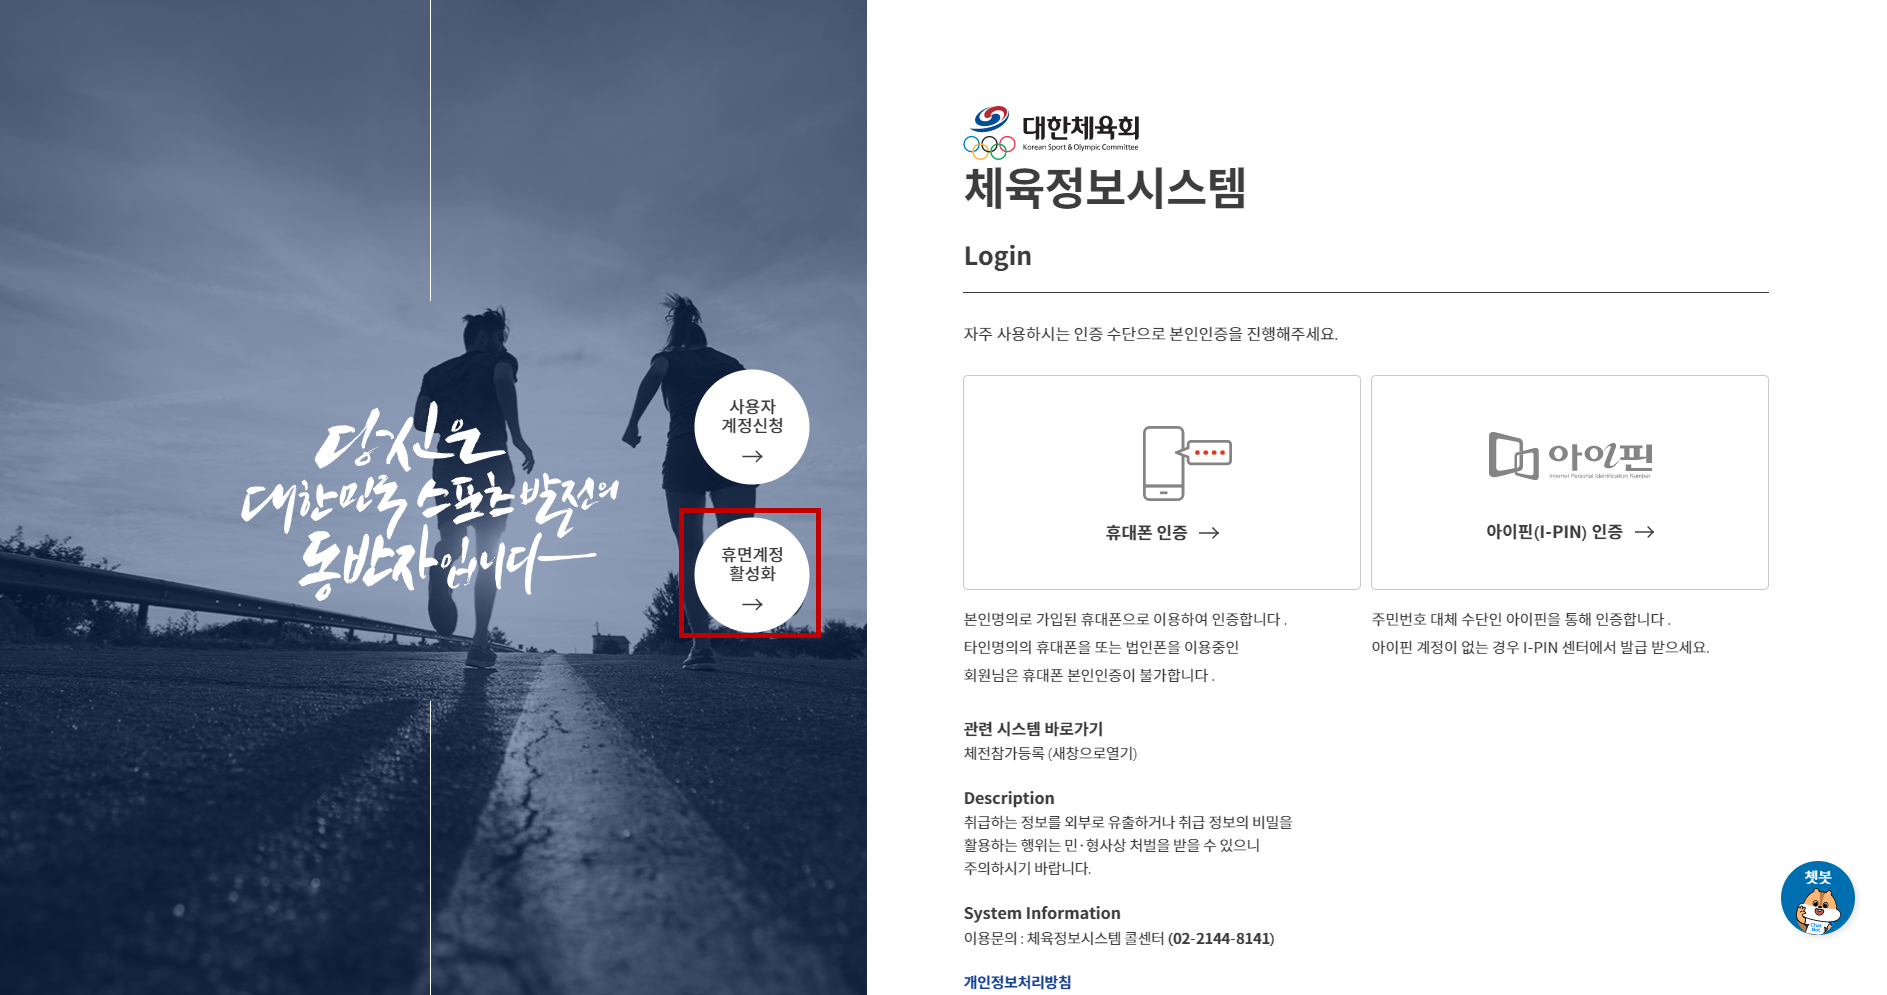 당신은
대한민국 스포츠 발전의
동반자입니다
사용자
계정신청
휴면계정
활성화
대한체육회
Korean Sport & Olympic Committee
체육정보시스템
Login
자주 사용하시는 인증 수단으로 본인인증을 진행해주세요.
휴대폰 인증
아이핀
Internet Personal Identification Number
아이핀(I-PIN) 인증
본인명의로 가입된 휴대폰으로 이용하여 인증합니다 .
타인명의의 휴대폰을 또는 법인폰을 이용중인
회원님은 휴대폰 본인인증이 불가합니다 .
주민번호 대체 수단인 아이핀을 통해 인증합니다 .
아이핀 계정이 없는 경우 I-PIN 센터에서 발급 받으세요.
관련 시스템 바로가기
체전참가등록 (새창으로열기)
Description
취급하는 정보를 외부로 유출하거나 취급 정보의 비밀을
활용하는 행위는 민·형사상 처벌을 받을 수 있으니
주의하시기 바랍니다.
System Information
이용문의 : 체육정보시스템 콜센터 (02-2144-8141)
개인정보처리방침
챗봇
Chat
Bot